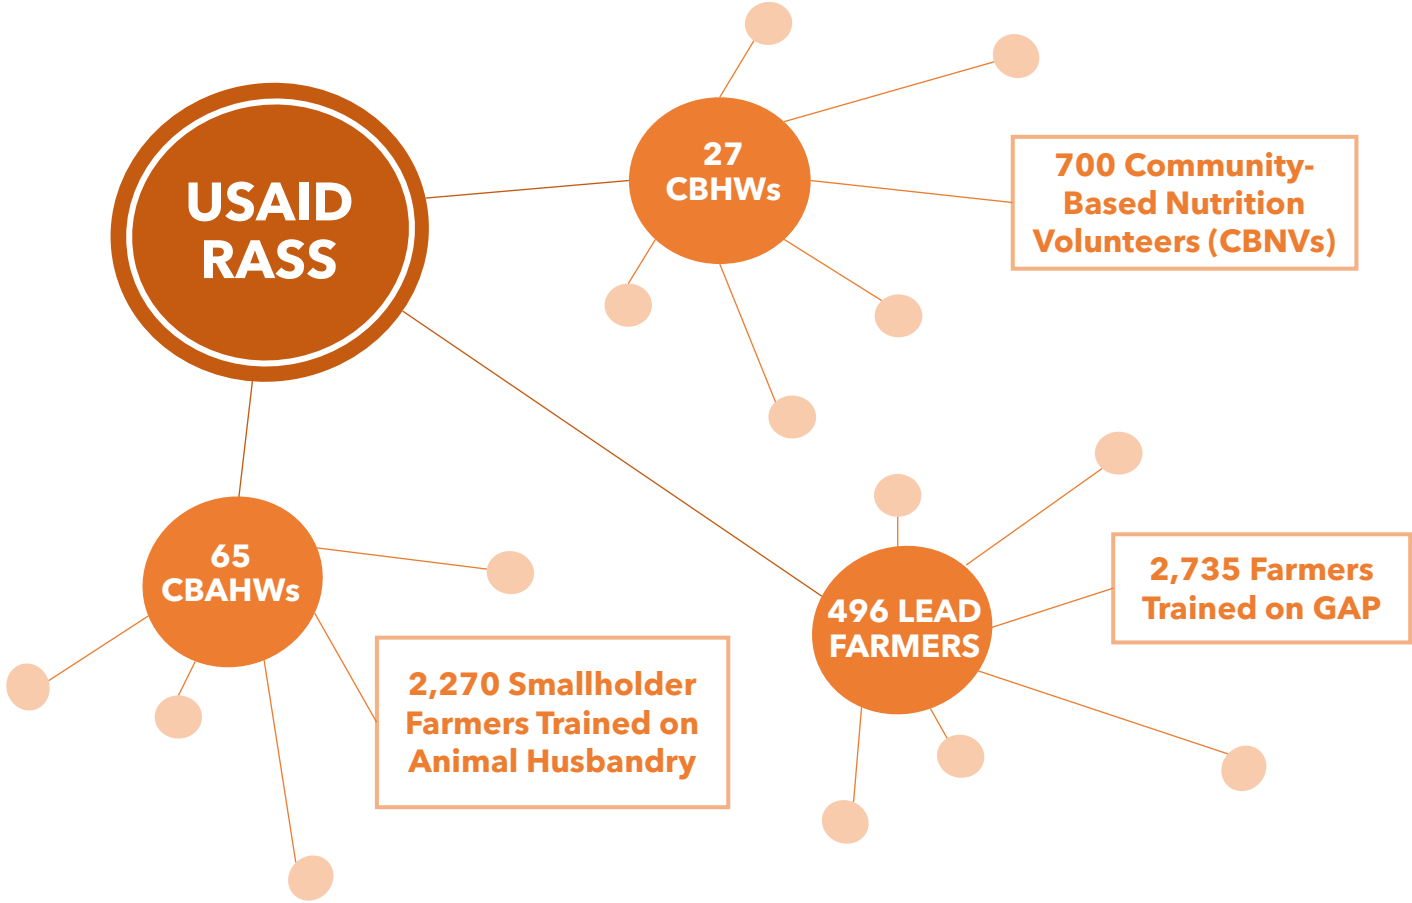 USAID
RASS
27
CBHWs
700 Community-
Based Nutrition
Volunteers (CBNVs)
65
CBAHWs
2,270 Smallholder
Farmers Trained on
Animal Husbandry
496 LEAD
FARMERS
2,735 Farmers
Trained on GAP